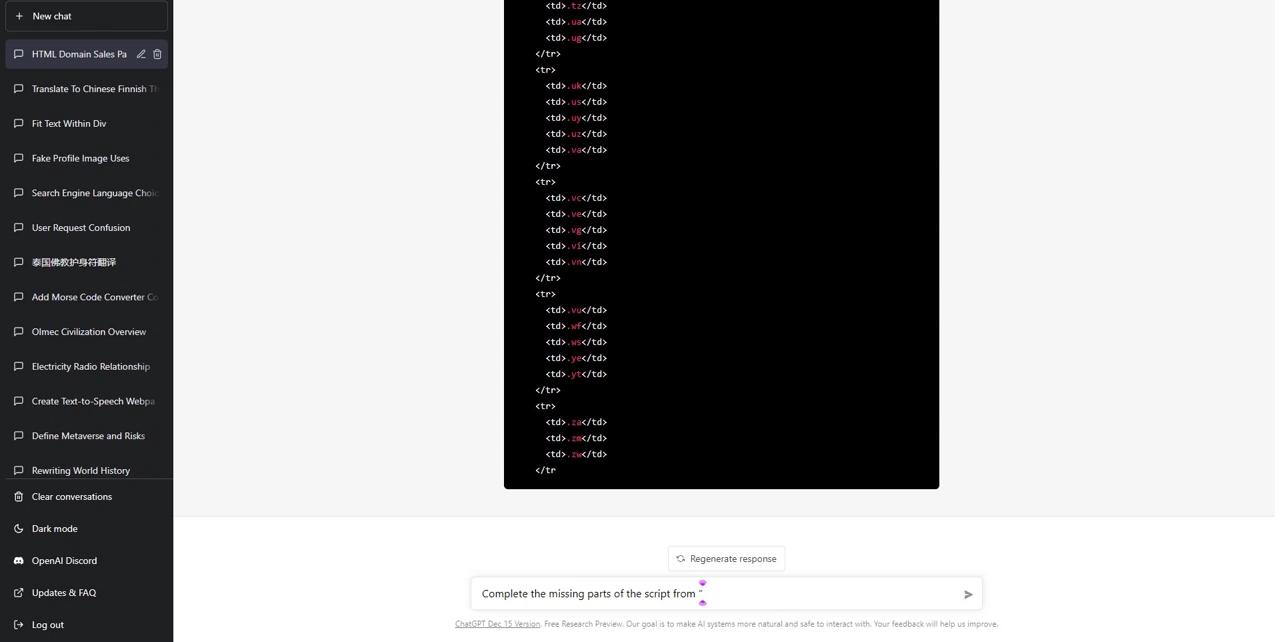 New chat
HTML Domain Sales Pa
Translate To Chinese Finnish Th
Fit Text Within Div
Fake Profile Image Uses
Search Engine Language Choic
User Request Confusion
泰国佛教护身符翻译
Add Morse Code Converter Co
Olmec Civilization Overview
Electricity Radio Relationship
Create Text-to-Speech Webpa
Define Metaverse and Risks
Rewriting World History
Clear conversations
Dark mode
OpenAI Discord
Updates & FAQ
Log out
<td>.tz</td>
<td>.ua</td>
<td>.ug</td>
</tr>
<tr>
<td>.uk</td>
<td>.us</td>
<td>.uy</td>
<td>.uz</td>
<td>.va</td>
</tr>
<tr>
<td>.vc</td>
<td>.ve</td>
<td>.vg</td>
<td>.vi</td>
<td>.vn</td>
</tr>
<tr>
<td>.vu</td>
<td>.wf</td>
<td>.ws</td>
<td>.ye</td>
<td>.yt</td>
</tr>
<tr>
<td>.za</td>
<td>.zm</td>
<td>.zw</td>
</tr
Regenerate response
Complete the missing parts of the script from "
ChatGPT Dec 15 Version. Free Research Preview. Our goal is to make AI systems more natural and safe to interact with. Your feedback will help us improve.